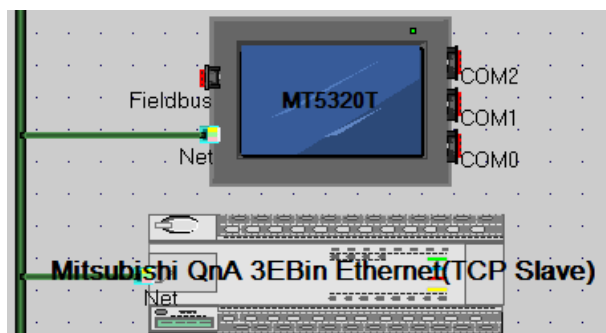 COM2
Fieldbus
MT5320T
COM1
Net
COM0
Mitsubishi QnA 3EBin Ethernet(TCP Slave)
Net